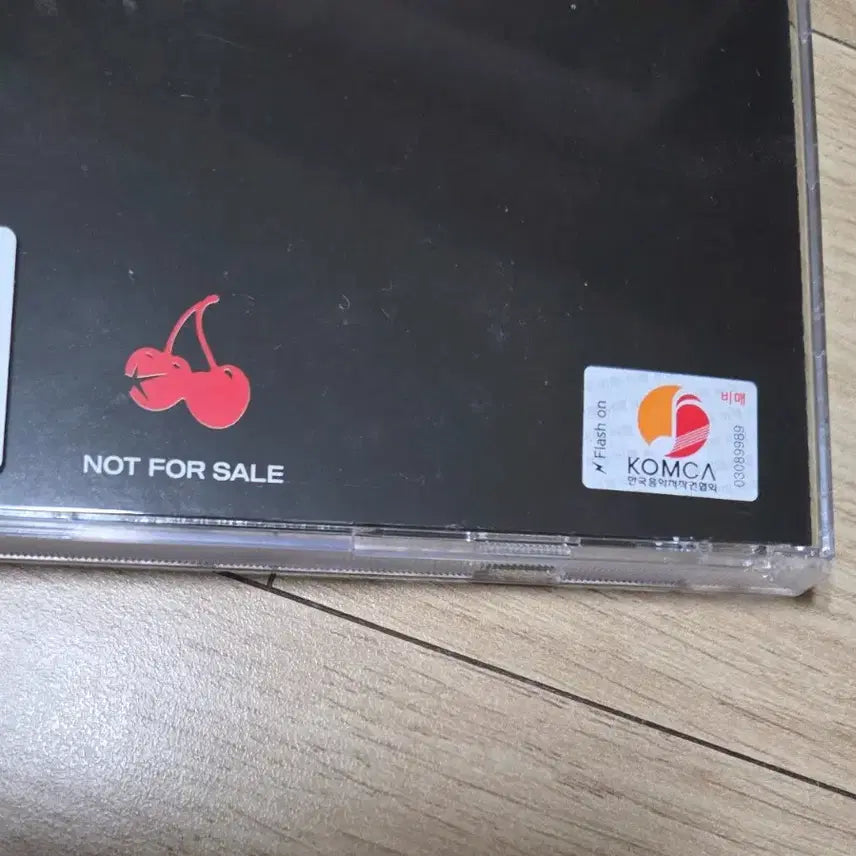 NOT FOR SALE
Flash on
비매
KOMCA
한국음악저작권협회
03089989